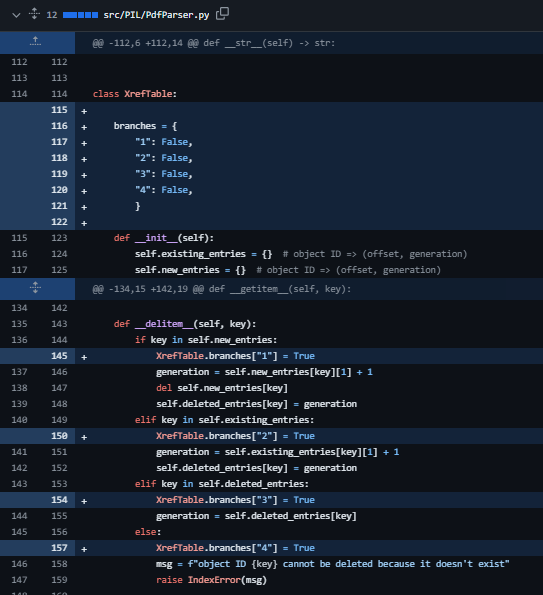 12 src/PIL/PdfParser.py
@@ -112,6 +112,14 @@ def __str__(self) -> str:
112 112
113 113
114 114 class XrefTable:
115 +
116 + branches = {
117 + "1": False,
118 + "2": False,
119 + "3": False,
120 + "4": False,
121 + }
122 +
115 123 def __init__(self):
116 124 self.existing_entries = {} # object ID => (offset, generation)
117 125 self.new_entries = {} # object ID => (offset, generation)
@@ -134,15 +142,19 @@ def __getitem__(self, key):
134 142
135 143 def __delitem__(self, key):
136 144 if key in self.new_entries:
145 + XrefTable.branches["1"] = True
137 146 generation = self.new_entries[key][1] + 1
138 147 del self.new_entries[key]
139 148 self.deleted_entries[key] = generation
140 149 elif key in self.existing_entries:
150 + XrefTable.branches["2"] = True
141 151 generation = self.existing_entries[key][1] + 1
142 152 self.deleted_entries[key] = generation
143 153 elif key in self.deleted_entries:
154 + XrefTable.branches["3"] = True
144 155 generation = self.deleted_entries[key]
145 156 else:
157 + XrefTable.branches["4"] = True
146 158 msg = f"object ID {key} cannot be deleted because it doesn't exist"
147 159 raise IndexError(msg)